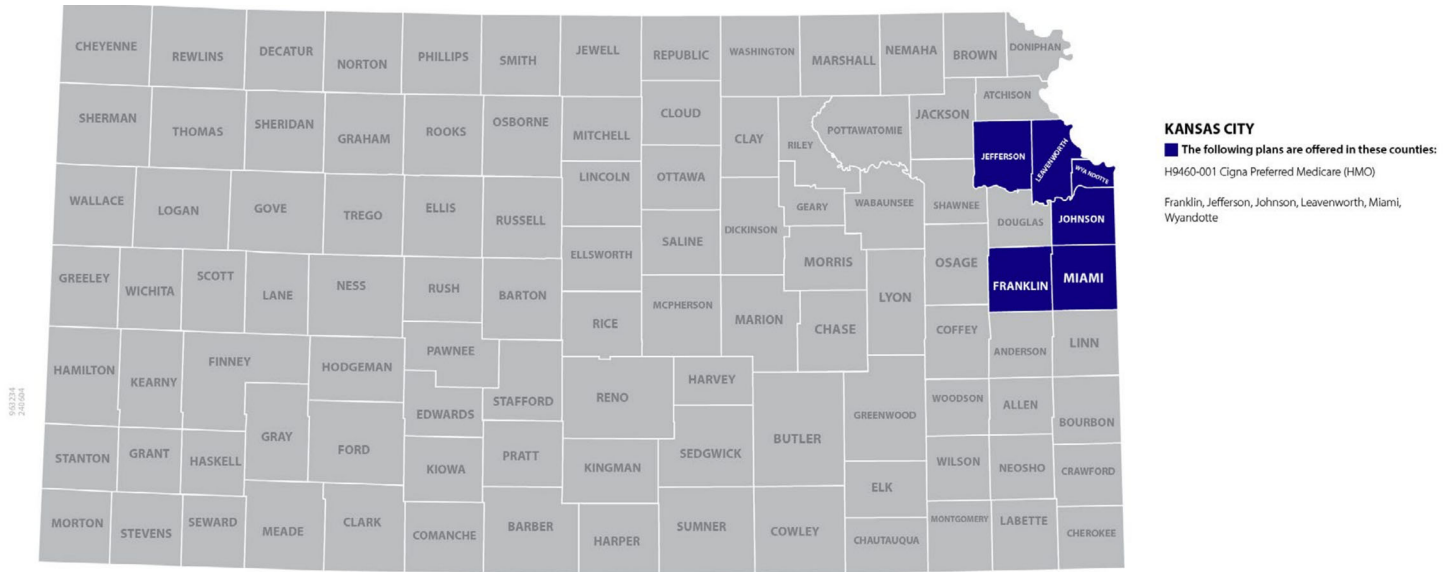 CHEYENNE
REWLINS
DECATUR
NORTON
PHILLIPS
SMITH
JEWELL
REPUBLIC
WASHINGTON
MARSHALL
NEMAHA
BROWN
DONIPHAN
SHERMAN
THOMAS
SHERIDAN
GRAHAM
ROOKS
OSBORNE
MITCHELL
CLOUD
CLAY
RILEY
POTTAWATOMIE
JACKSON
ATCHISON
JEFFERSON
LEAVENWORTH
WYANDOTTE
WALLACE
LOGAN
GOVE
TREGO
ELLIS
RUSSELL
LINCOLN
OTTAWA
DICKINSON
GEARY
WABAUNSEE
SHAWNEE
DOUGLAS
JOHNSON
ELLSWORTH
SALINE
MORRIS
OSAGE
FRANKLIN
MIAMI
GREELEY
WICHITA
SCOTT
LANE
NESS
RUSH
BARTON
RICE
MCPHERSON
MARION
CHASE
LYON
COFFEY
ANDERSON
LINN
HAMILTON
KEARNY
FINNEY
HODGEMAN
PAWNEE
EDWARDS
STAFFORD
RENO
HARVEY
BUTLER
GREENWOOD
WOODSON
ALLEN
BOURBON
STANTON
GRANT
HASKELL
GRAY
FORD
KIOWA
PRATT
KINGMAN
SEDGWICK
ELK
WILSON
NEOSHO
CRAWFORD
MORTON
STEVENS
SEWARD
MEADE
CLARK
COMANCHE
BARBER
HARPER
SUMNER
COWLEY
CHAUTAUQUA
MONTGOMERY
LABETTE
CHEROKEE
KANSAS CITY
The following plans are offered in these counties:
H9460-001 Cigna Preferred Medicare (HMO)
Franklin, Jefferson, Johnson, Leavenworth, Miami,
Wyandotte
963234
240604